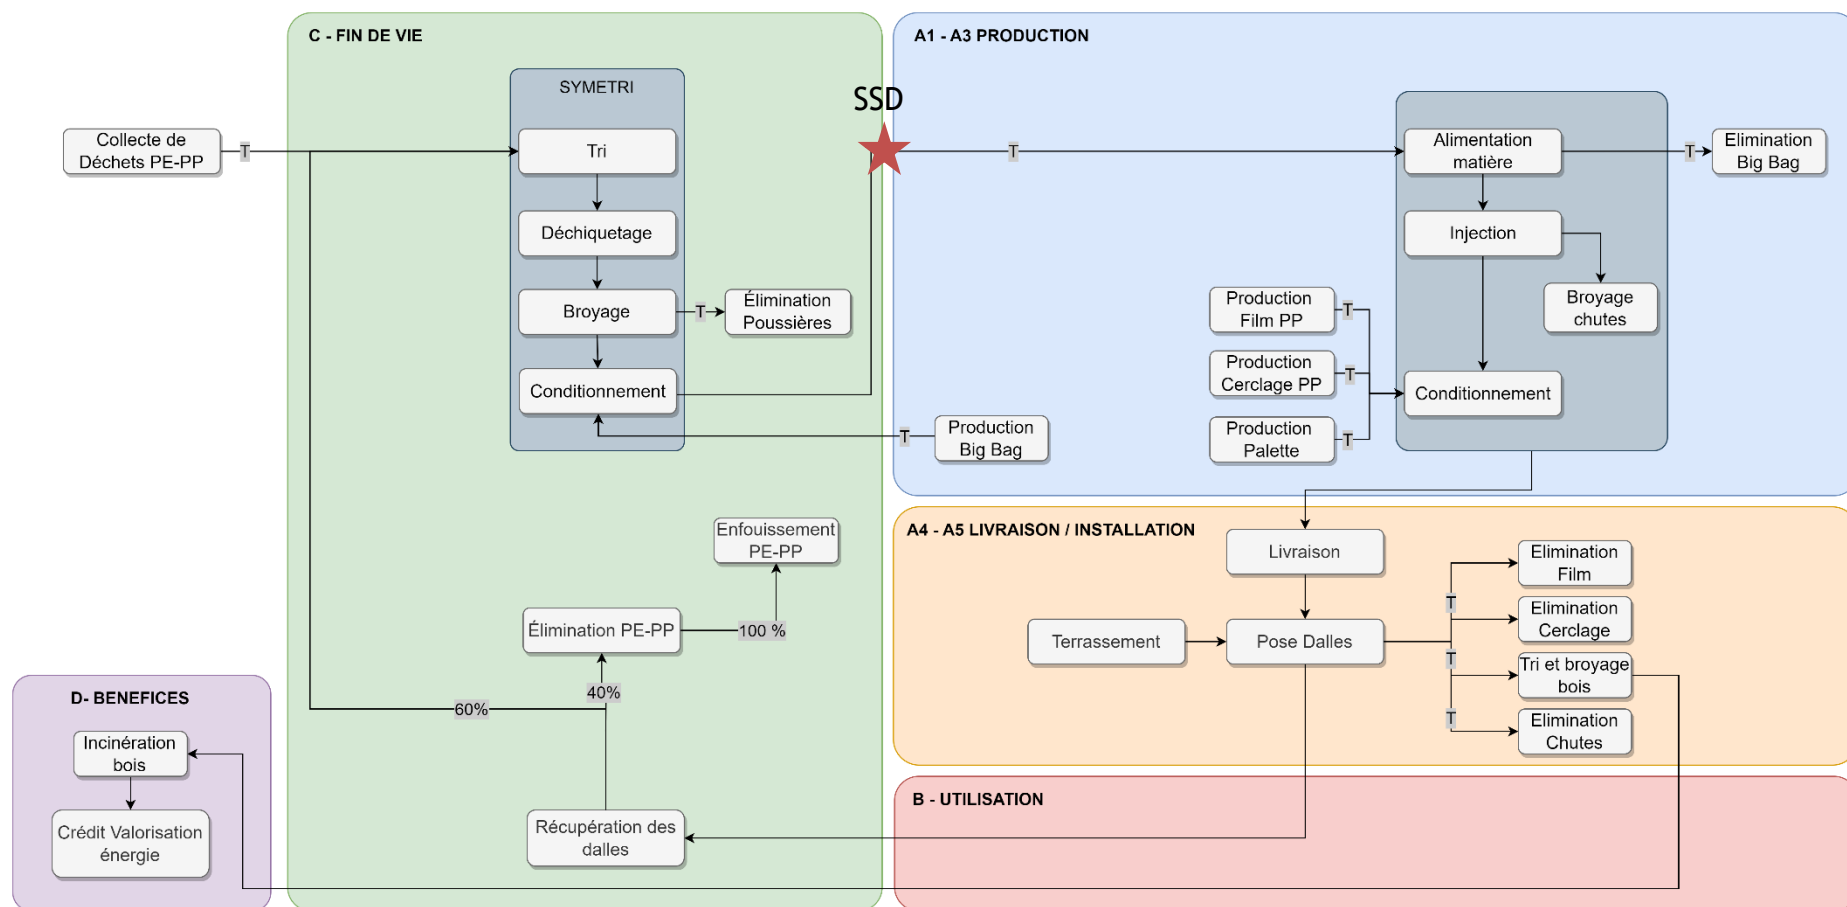 C - FIN DE VIE
SYMETRI
Collecte de
Déchets PE-PP
T
Tri
Déchiquetage
Broyage
T
Élimination
Poussières
Conditionnement
SSD
A1 - A3 PRODUCTION
T
Alimentation
matière
T
Elimination
Big Bag
Injection
Broyage
chutes
Production
Film PP
T
Production
Cerclage PP
T
Production
Palette
T
Conditionnement
T
Production
Big Bag
Enfouissement
PE-PP
Élimination PE-PP
100 %
40%
60%
Récupération des
dalles
A4 - A5 LIVRAISON / INSTALLATION
Livraison
Terrassement
Pose Dalles
T
T
T
Elimination
Film
Elimination
Cerclage
Tri et broyage
bois
Elimination
Chutes
B - UTILISATION
D- BENEFICES
Incinération
bois
Crédit Valorisation
énergie